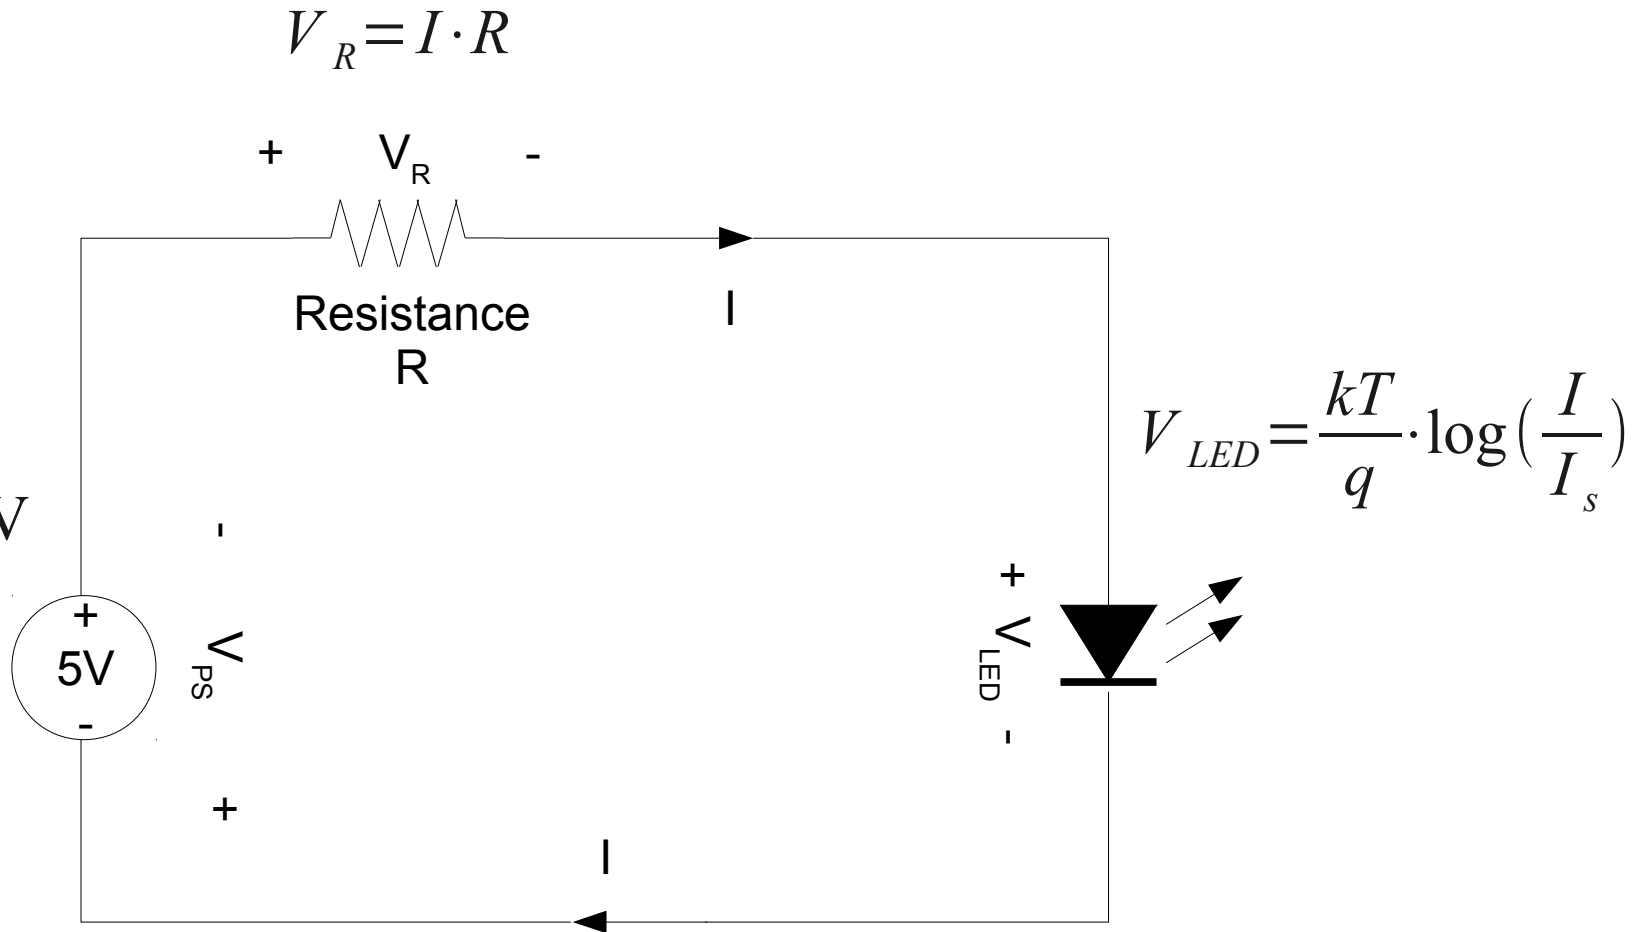 V_R = I · R
+ V_R -
Resistance
R
I
V_LED = kT/q · log(I/I_s)
V
-
+
5V
-
V_PS
+
+
V_LED
-
I